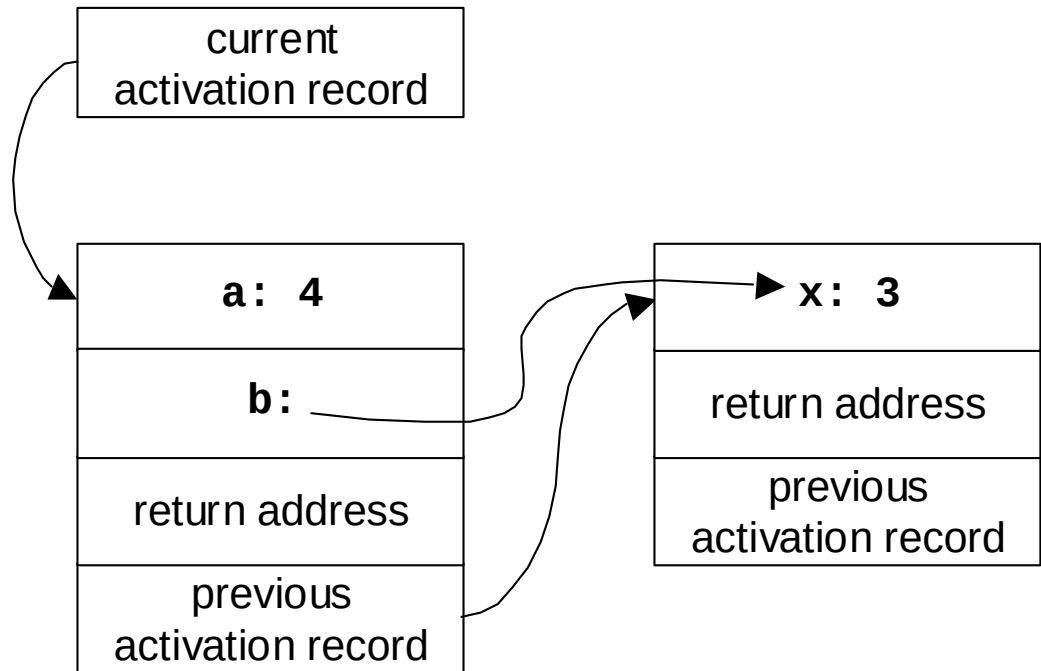 current
activation record
a: 4
b:
return address
previous
activation record
x: 3
return address
previous
activation record